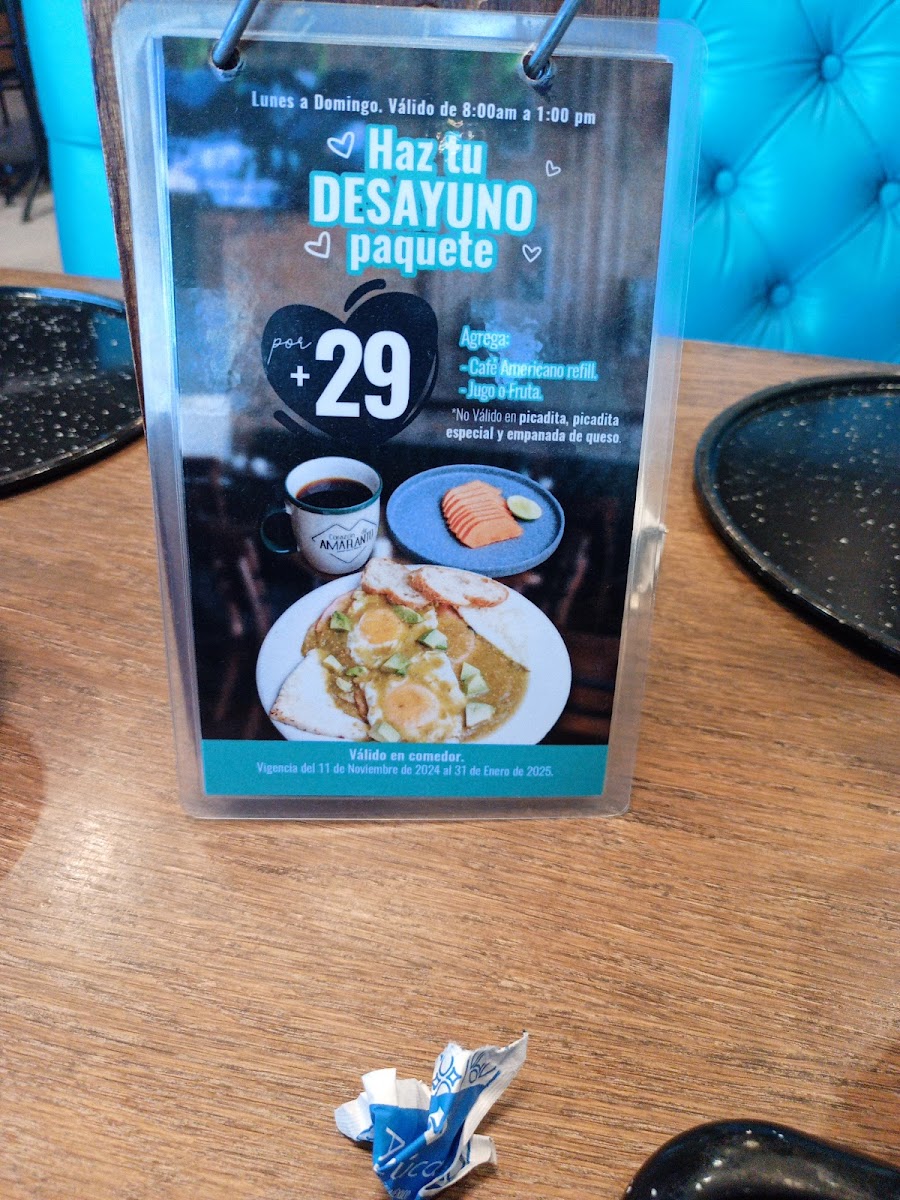 Lunes a Domingo. Válido de 8:00am a 1:00 pm
Haz tu
DESAYUNO
paquete
por
+ 29
Agrega:
- Café Americano refill.
- Jugo o Fruta.
*No Válido en picadita, picadita
especial y empanada de queso.
AMARANTO
Válido en comedor.
Vigencia del 11 de Noviembre de 2024 al 31 de Enero de 2025.